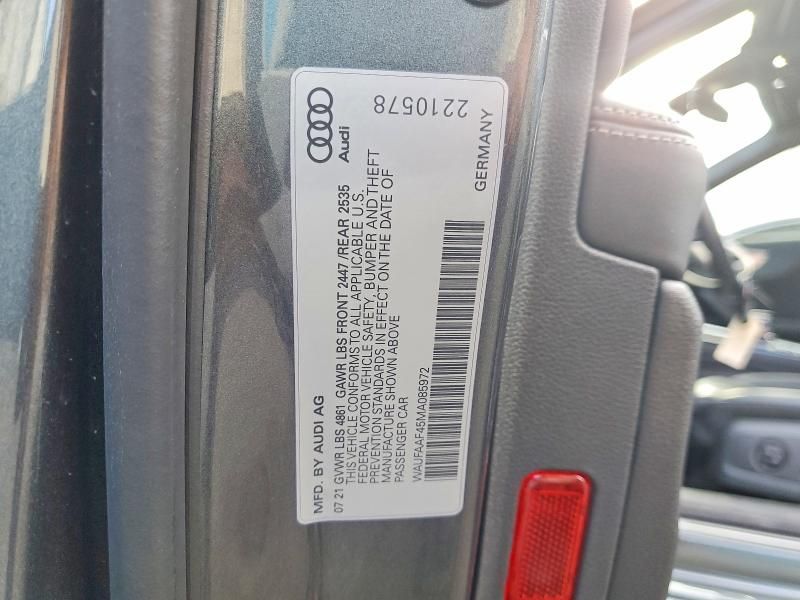 Audi
2210578
MFD. BY AUDI AG
GERMANY
07 21 GVWR LBS 4861 GAWR LBS FRONT 2447 /REAR 2535
THIS VEHICLE CONFORMS TO ALL APPLICABLE U.S.
FEDERAL MOTOR VEHICLE SAFETY, BUMPER AND THEFT
PREVENTION STANDARDS IN EFFECT ON THE DATE OF
MANUFACTURE SHOWN ABOVE
PASSENGER CAR
WAUFAAF45MA085972